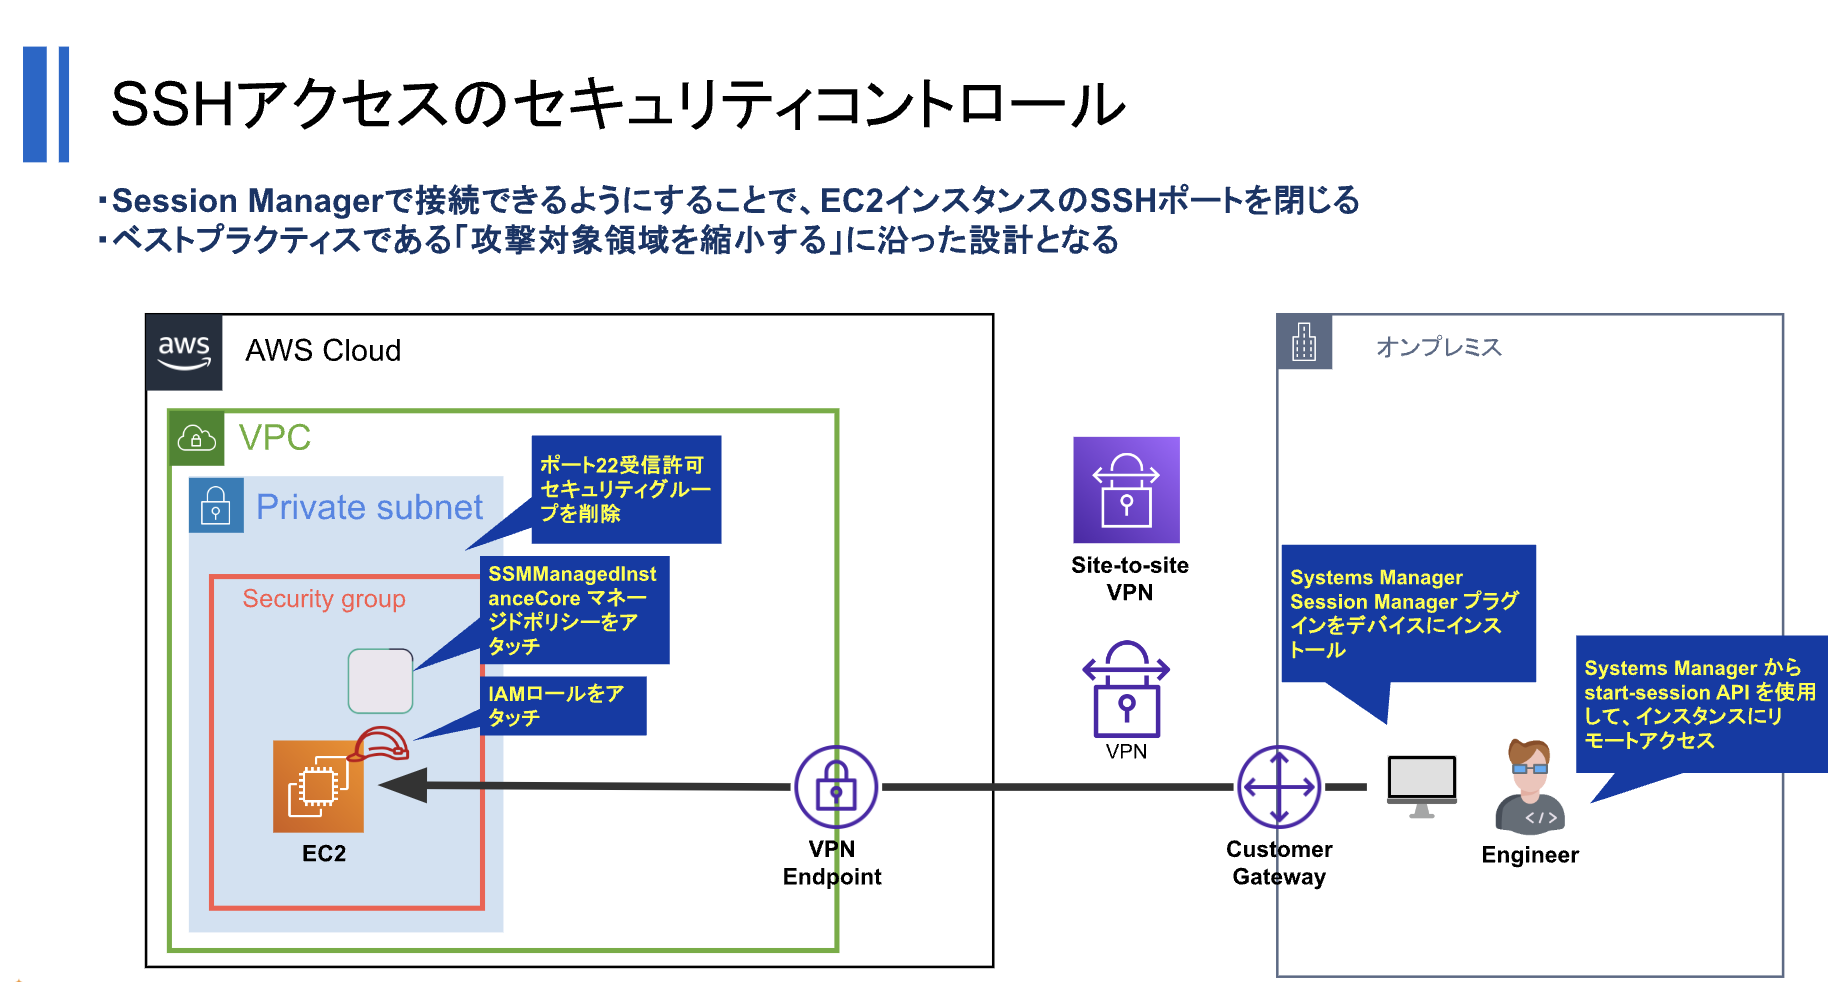 SSHアクセスのセキュリティコントロール
・Session Managerで接続できるようにすることで、EC2インスタンスのSSHポートを閉じる
・ベストプラクティスである「攻撃対象領域を縮小する」に沿った設計となる
aws
AWS Cloud
VPC
Private subnet
ポート22受信許可
セキュリティグルー
プを削除
Security group
SSMManagedInst
anceCore マネー
ジドポリシーをア
タッチ
IAMロールをア
タッチ
EC2
VPN
Endpoint
Site-to-site
VPN
VPN
オンプレミス
Systems Manager
Session Manager プラグ
インをデバイスにインス
トール
Systems Manager から
start-session API を使用
して、インスタンスにリ
モートアクセス
Customer
Gateway
</>
Engineer